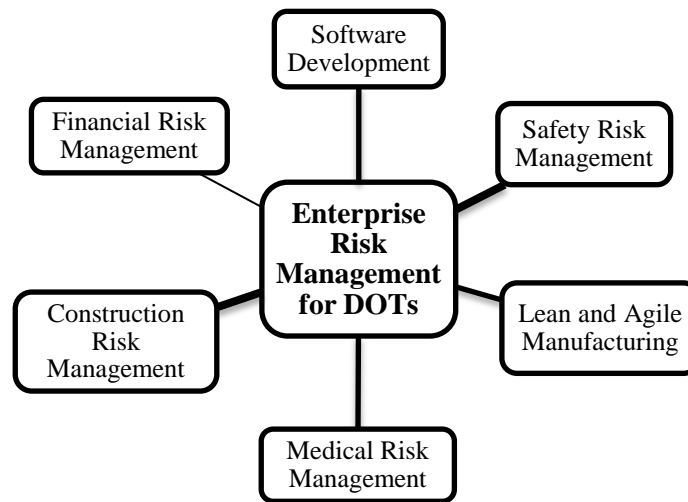 Software
Development
Financial Risk
Management
Safety Risk
Management
Enterprise
Risk
Management
for DOTs
Construction
Risk
Management
Lean and Agile
Manufacturing
Medical Risk
Management